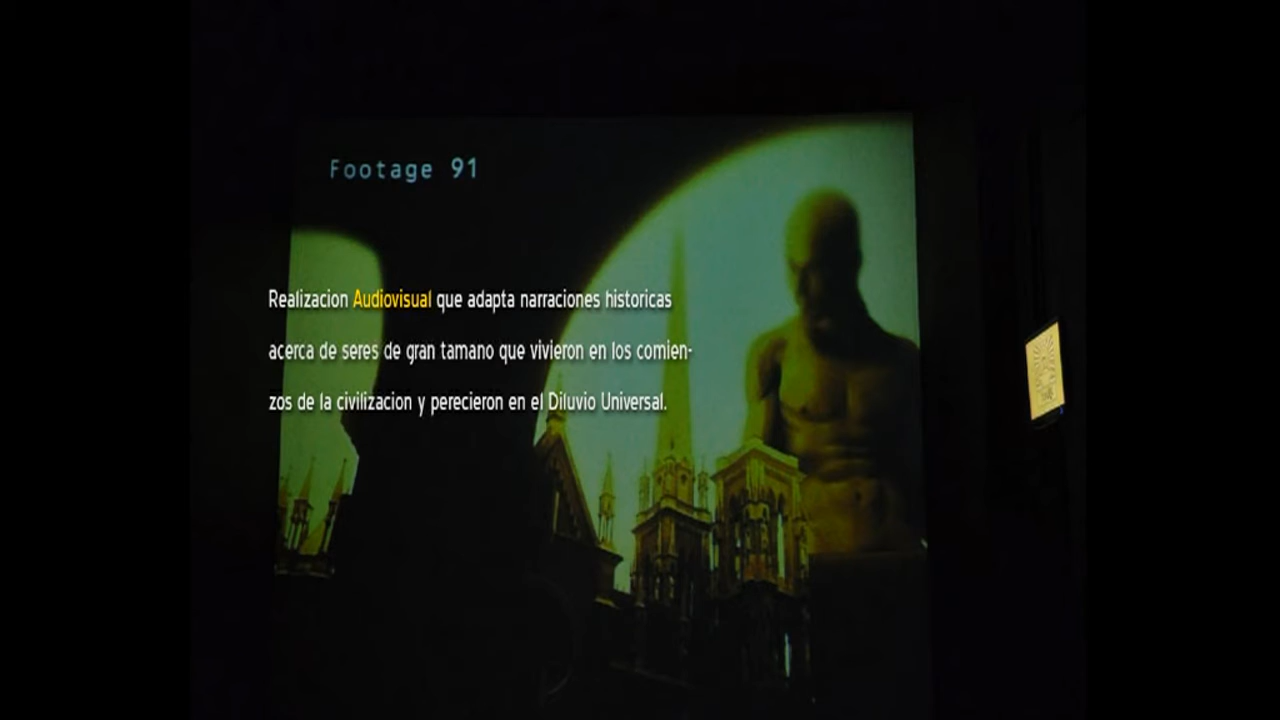 Footage 91
Realizacion Audiovisual que adapta narraciones historicas
acerca de seres de gran tamano que vivieron en los comien-
zos de la civilizacion y perecieron en el Diluvio Universal.